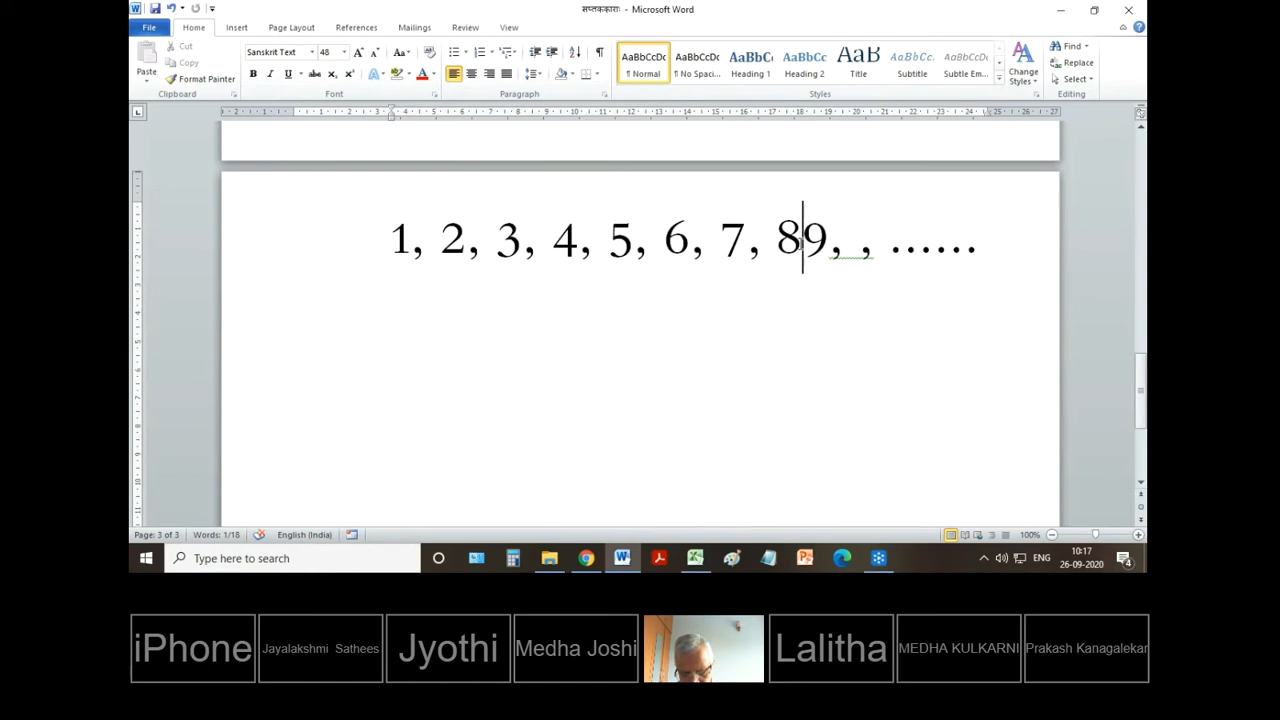 सप्तककाराः - Microsoft Word
File Home Insert Page Layout References Mailings Review View
Paste Cut Copy Format Painter Clipboard
Sanskrit Text 48 Font
Paragraph
AaBbCcDc ¶ Normal
AaBbCcDc ¶ No Spaci...
AaBbCc Heading 1
AaBbCc Heading 2
AaB Title
AaBbCc. Subtitle
AaBbCcDc Subtle Em...
Change Styles
Styles
Find Replace Select Editing
1, 2, 3, 4, 5, 6, 7, 89, , ......
Page: 3 of 3 Words: 1/18 English (India) 100%
Type here to search ENG 10:17 26-09-2020 4
iPhone Jayalakshmi Sathees Jyothi Medha Joshi Lalitha MEDHA KULKARNI Prakash Kanagalekar